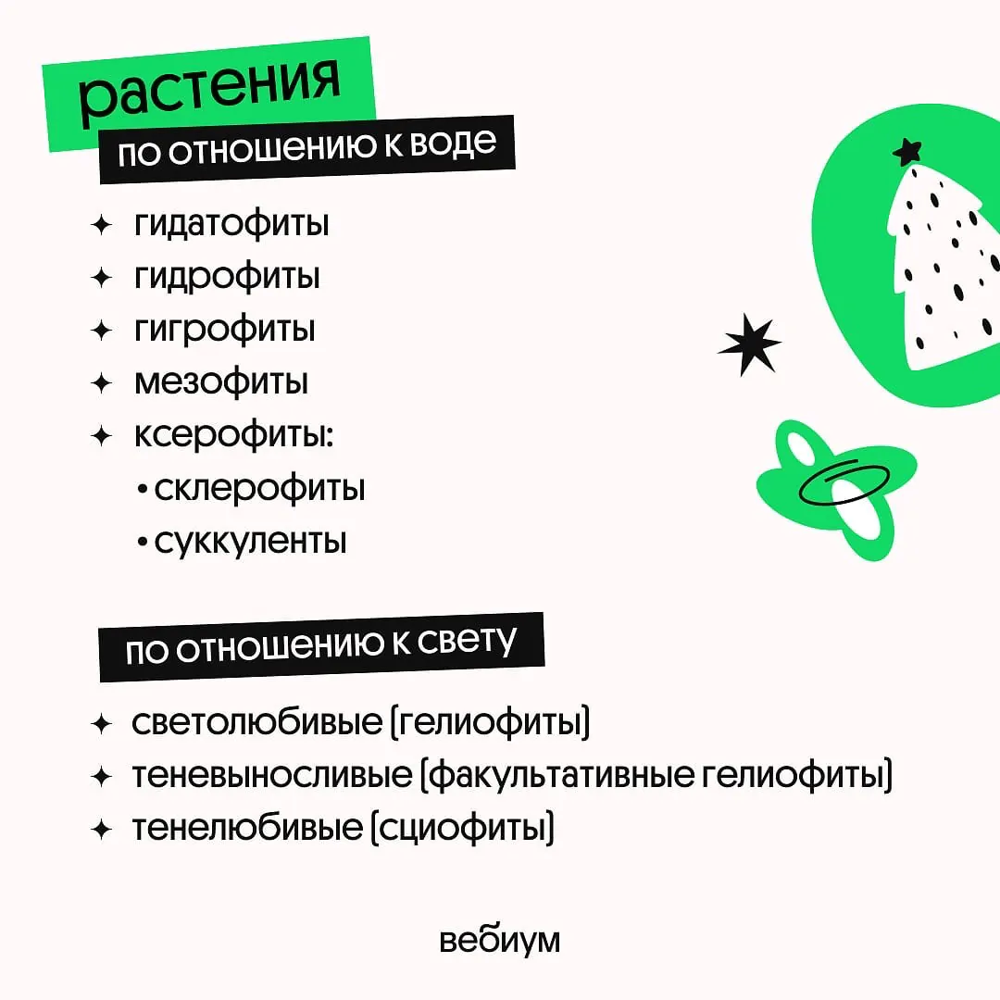 растения
по отношению к воде
гидатофиты
гидрофиты
гигрофиты
мезофиты
ксерофиты:
• склерофиты
• суккуленты
по отношению к свету
светолюбивые (гелиофиты)
теневыносливые (факультативные гелиофиты)
тенелюбивые (сциофиты)
вебиум